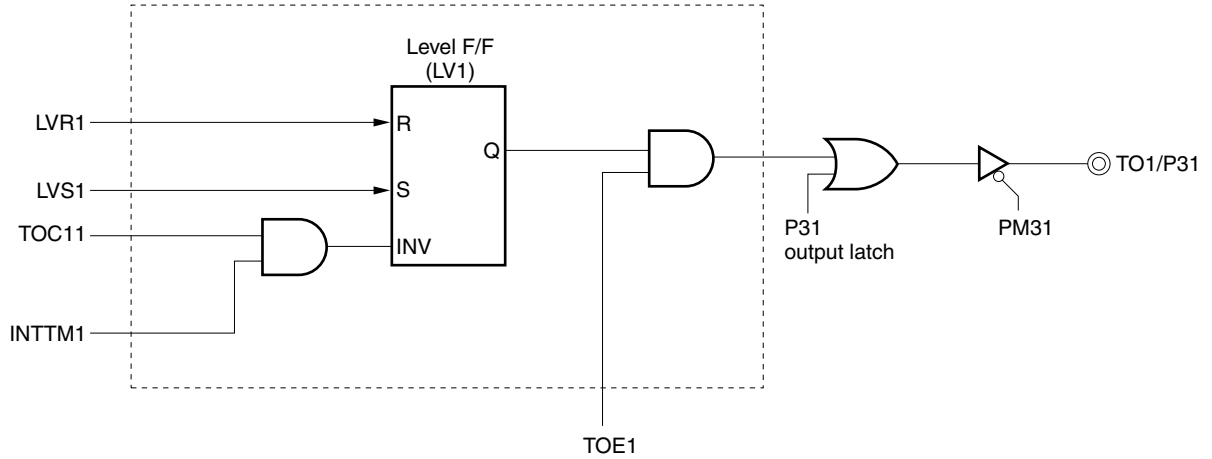 Level F/F
(LV1)
LVR1
R
Q
TO1/P31
LVS1
S
P31
output latch
PM31
TOC11
INV
INTTM1
TOE1